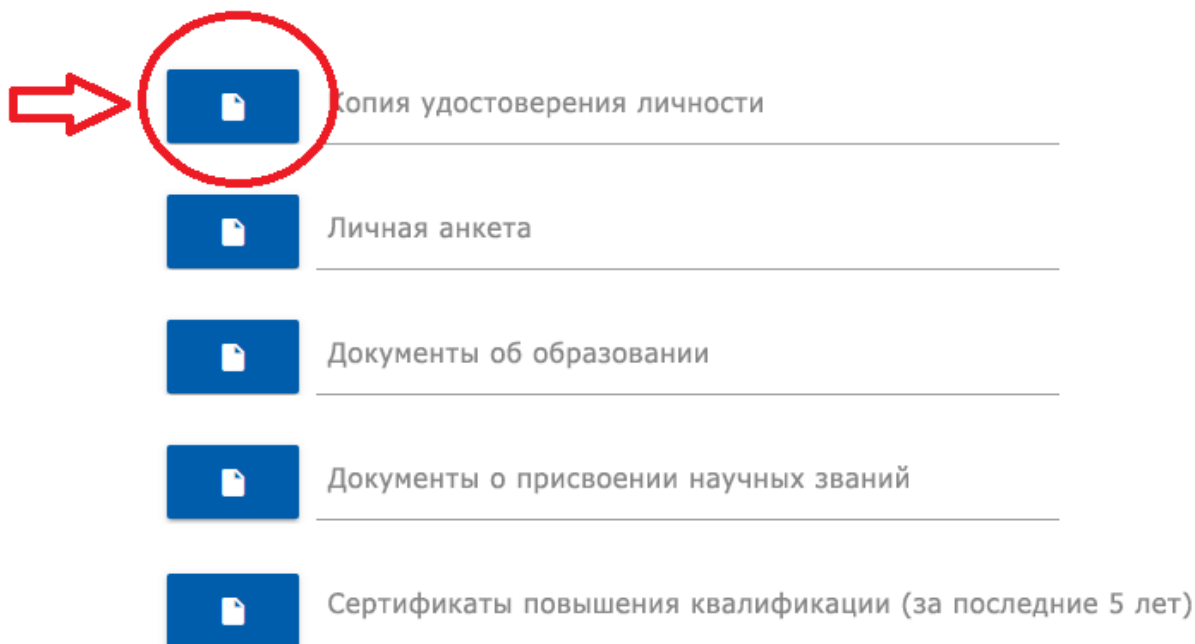 Копия удостоверения личности
Личная анкета
Документы об образовании
Документы о присвоении научных званий
Сертификаты повышения квалификации (за последние 5 лет)